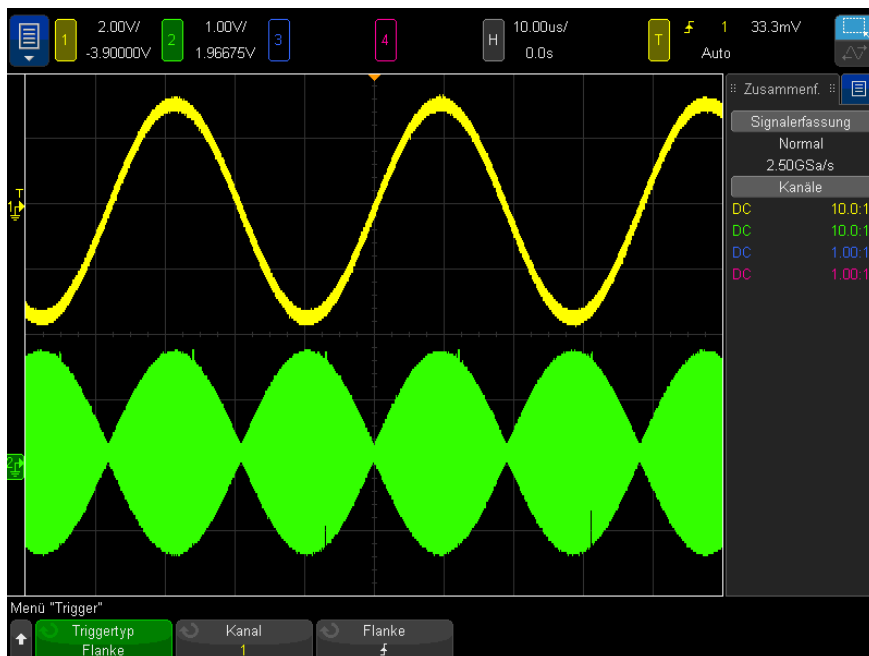 1 2.00V/ -3.90000V
2 1.00V/ 1.96675V
3
4
H 10.00us/ 0.0s
T 1 33.3mV Auto
Zusammenf.
Signalerfassung
Normal
2.50GSa/s
Kanäle
DC 10.0:1
DC 10.0:1
DC 1.00:1
DC 1.00:1
T
1
2
Menü "Trigger"
Triggertyp
Flanke
Kanal
1
Flanke